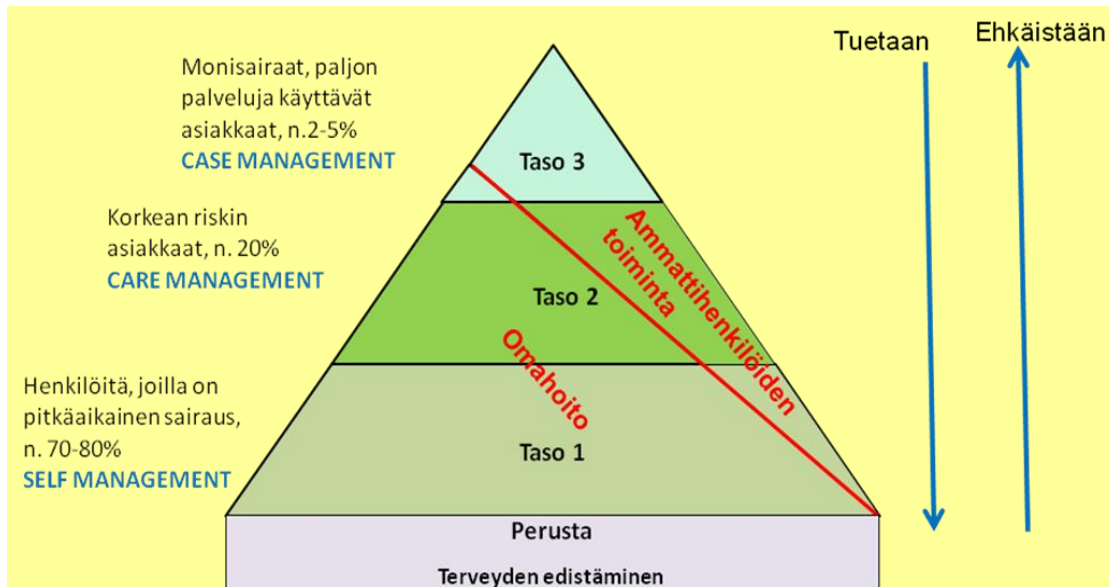 Tuetaan
Ehkäistään
Monisairaat, paljon
palveluja käyttävät
asiakkaat, n.2-5%
CASE MANAGEMENT
Taso 3
Korkean riskin
asiakkaat, n. 20%
CARE MANAGEMENT
Taso 2
Ammattihenkilöiden
toiminta
Omahoito
Henkilöitä, joilla on
pitkäaikainen sairaus,
n. 70-80%
SELF MANAGEMENT
Taso 1
Perusta
Terveyden edistäminen